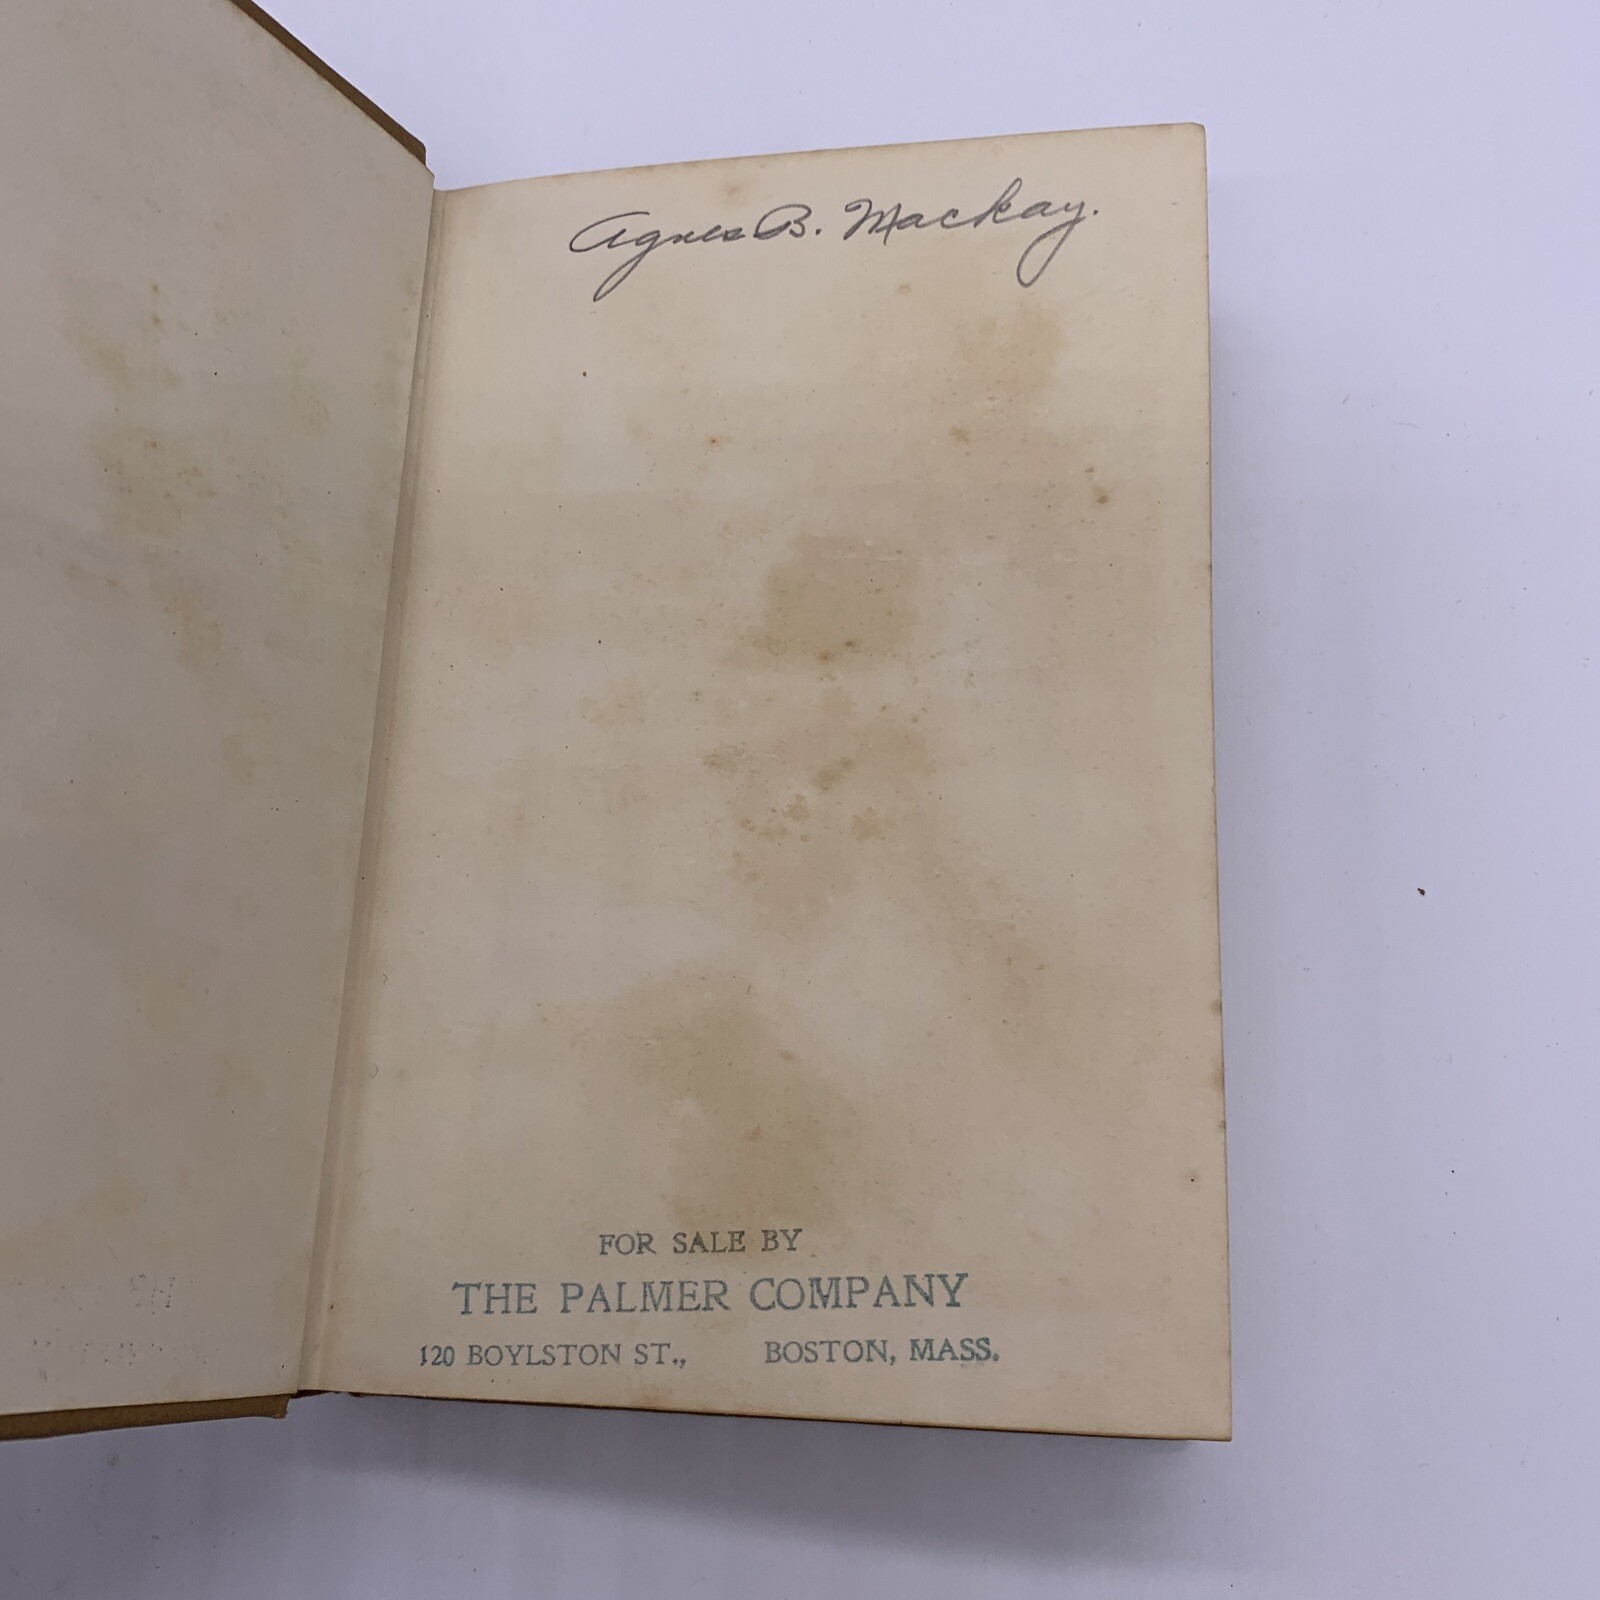 Agnes B. Mackay.
FOR SALE BY
THE PALMER COMPANY
120 BOYLSTON ST., BOSTON, MASS.